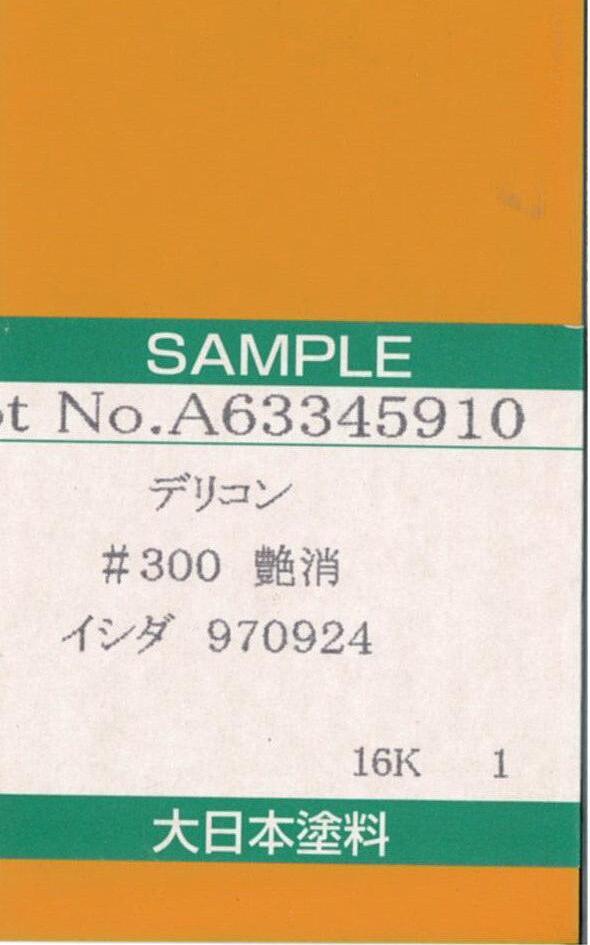 SAMPLE
t No.A63345910
デリコン
#300 艶消
イシダ 970924
16K 1
大日本塗料